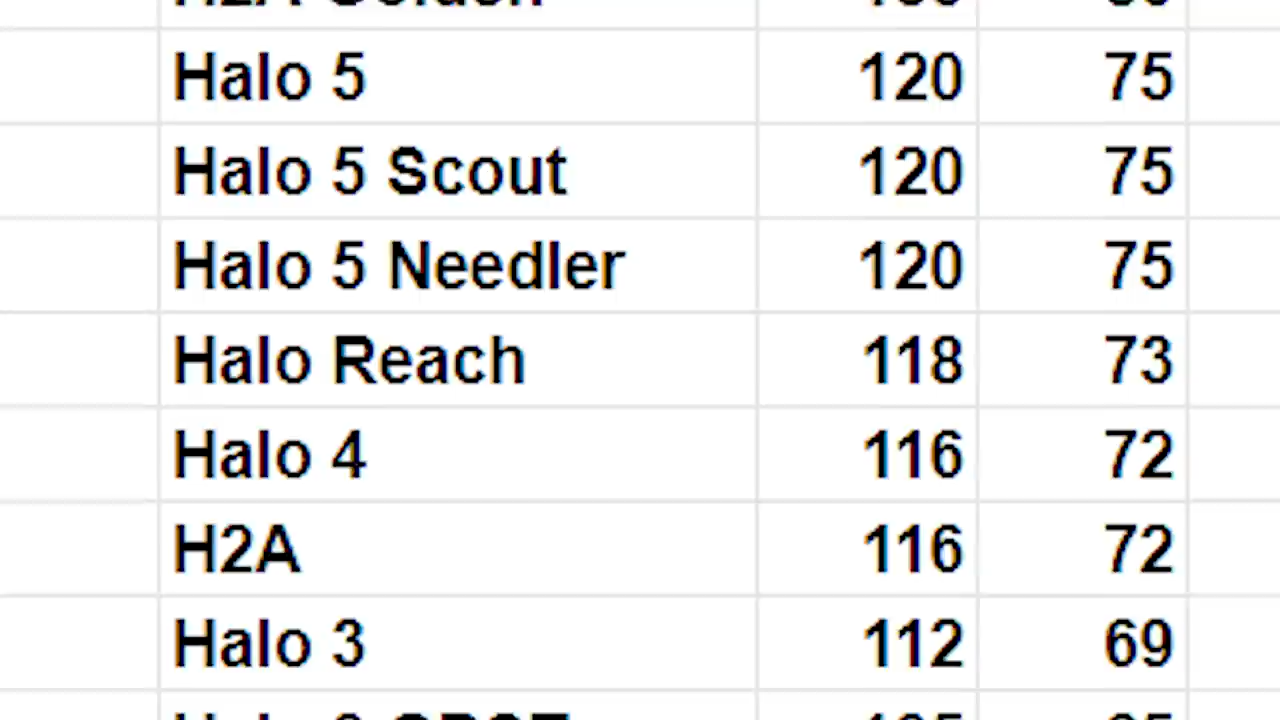 Halo 5 120 75
Halo 5 Scout 120 75
Halo 5 Needler 120 75
Halo Reach 118 73
Halo 4 116 72
H2A 116 72
Halo 3 112 69